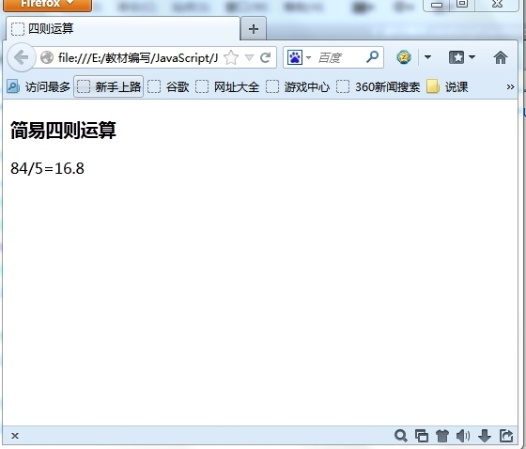 Firefox
四则运算
file:///E:/教材编写/JavaScript/J
百度
访问最多 新手上路 谷歌 网址大全 游戏中心 360新闻搜索 说课 »
简易四则运算
84/5=16.8